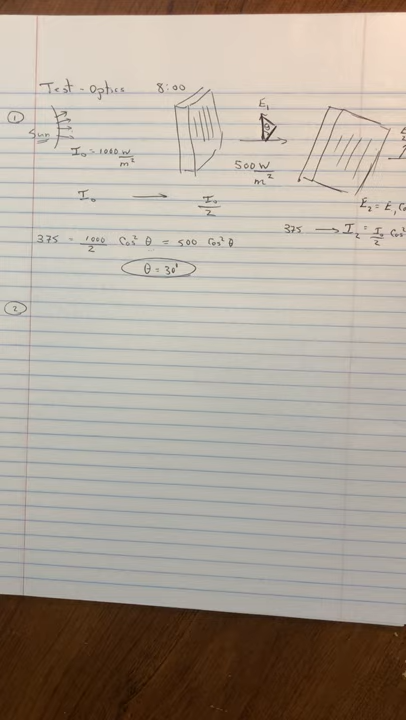 Test - Optics 8:00
①
Sun
E₁
θ
I₀ = 1000 W/m²
500 W/m²
I₀ → I₀/2
E₂ = E₁ Co
375 → I₂ = I₀/2 Cos²
375 = 1000/2 Cos² θ = 500 Cos² θ
θ = 30°
②